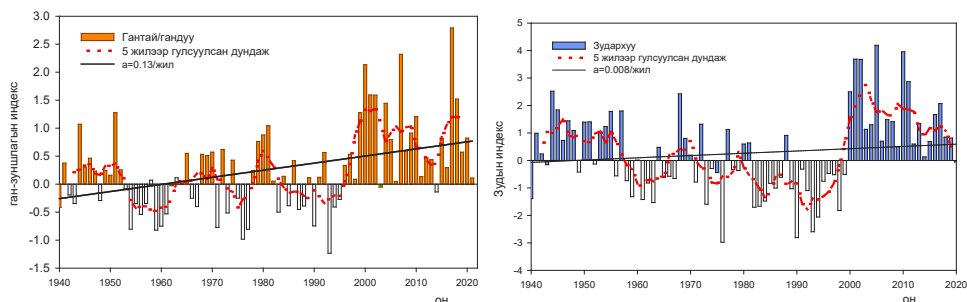 ган-зуншлагын индекс
3.0
2.5
2.0
1.5
1.0
0.5
0.0
-0.5
-1.0
-1.5
Гантай/гандуу
5 жилээр гулсуулсан дундаж
a=0.13/жил
1940 1950 1960 1970 1980 1990 2000 2010 2020
он
Зудын индекс
5
4
3
2
1
0
-1
-2
-3
-4
Зудархуу
5 жилээр гулсуулсан дундаж
a=0.008/жил
1940 1950 1960 1970 1980 1990 2000 2010 2020
он